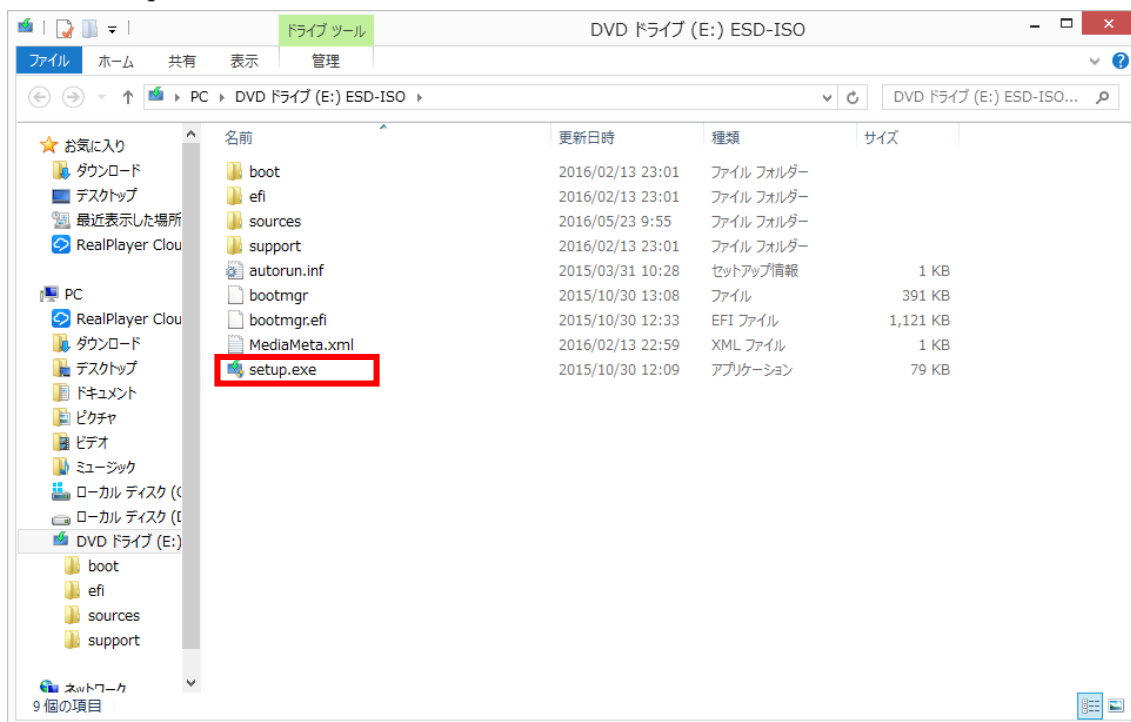 ドライブ ツール
DVD ドライブ (E:) ESD-ISO
ファイル ホーム 共有 表示 管理
PC ▸ DVD ドライブ (E:) ESD-ISO ▸
DVD ドライブ (E:) ESD-ISO...
お気に入り
ダウンロード
デスクトップ
最近表示した場所
RealPlayer Clou
PC
RealPlayer Clou
ダウンロード
デスクトップ
ドキュメント
ピクチャ
ビデオ
ミュージック
ローカル ディスク (C
ローカル ディスク (D
DVD ドライブ (E:)
boot
efi
sources
support
ネットワーク
名前 更新日時 種類 サイズ
boot 2016/02/13 23:01 ファイル フォルダー
efi 2016/02/13 23:01 ファイル フォルダー
sources 2016/05/23 9:55 ファイル フォルダー
support 2016/02/13 23:01 ファイル フォルダー
autorun.inf 2015/03/31 10:28 セットアップ情報 1 KB
bootmgr 2015/10/30 13:08 ファイル 391 KB
bootmgr.efi 2015/10/30 12:33 EFI ファイル 1,121 KB
MediaMeta.xml 2016/02/13 22:59 XML ファイル 1 KB
setup.exe 2015/10/30 12:09 アプリケーション 79 KB
9 個の項目